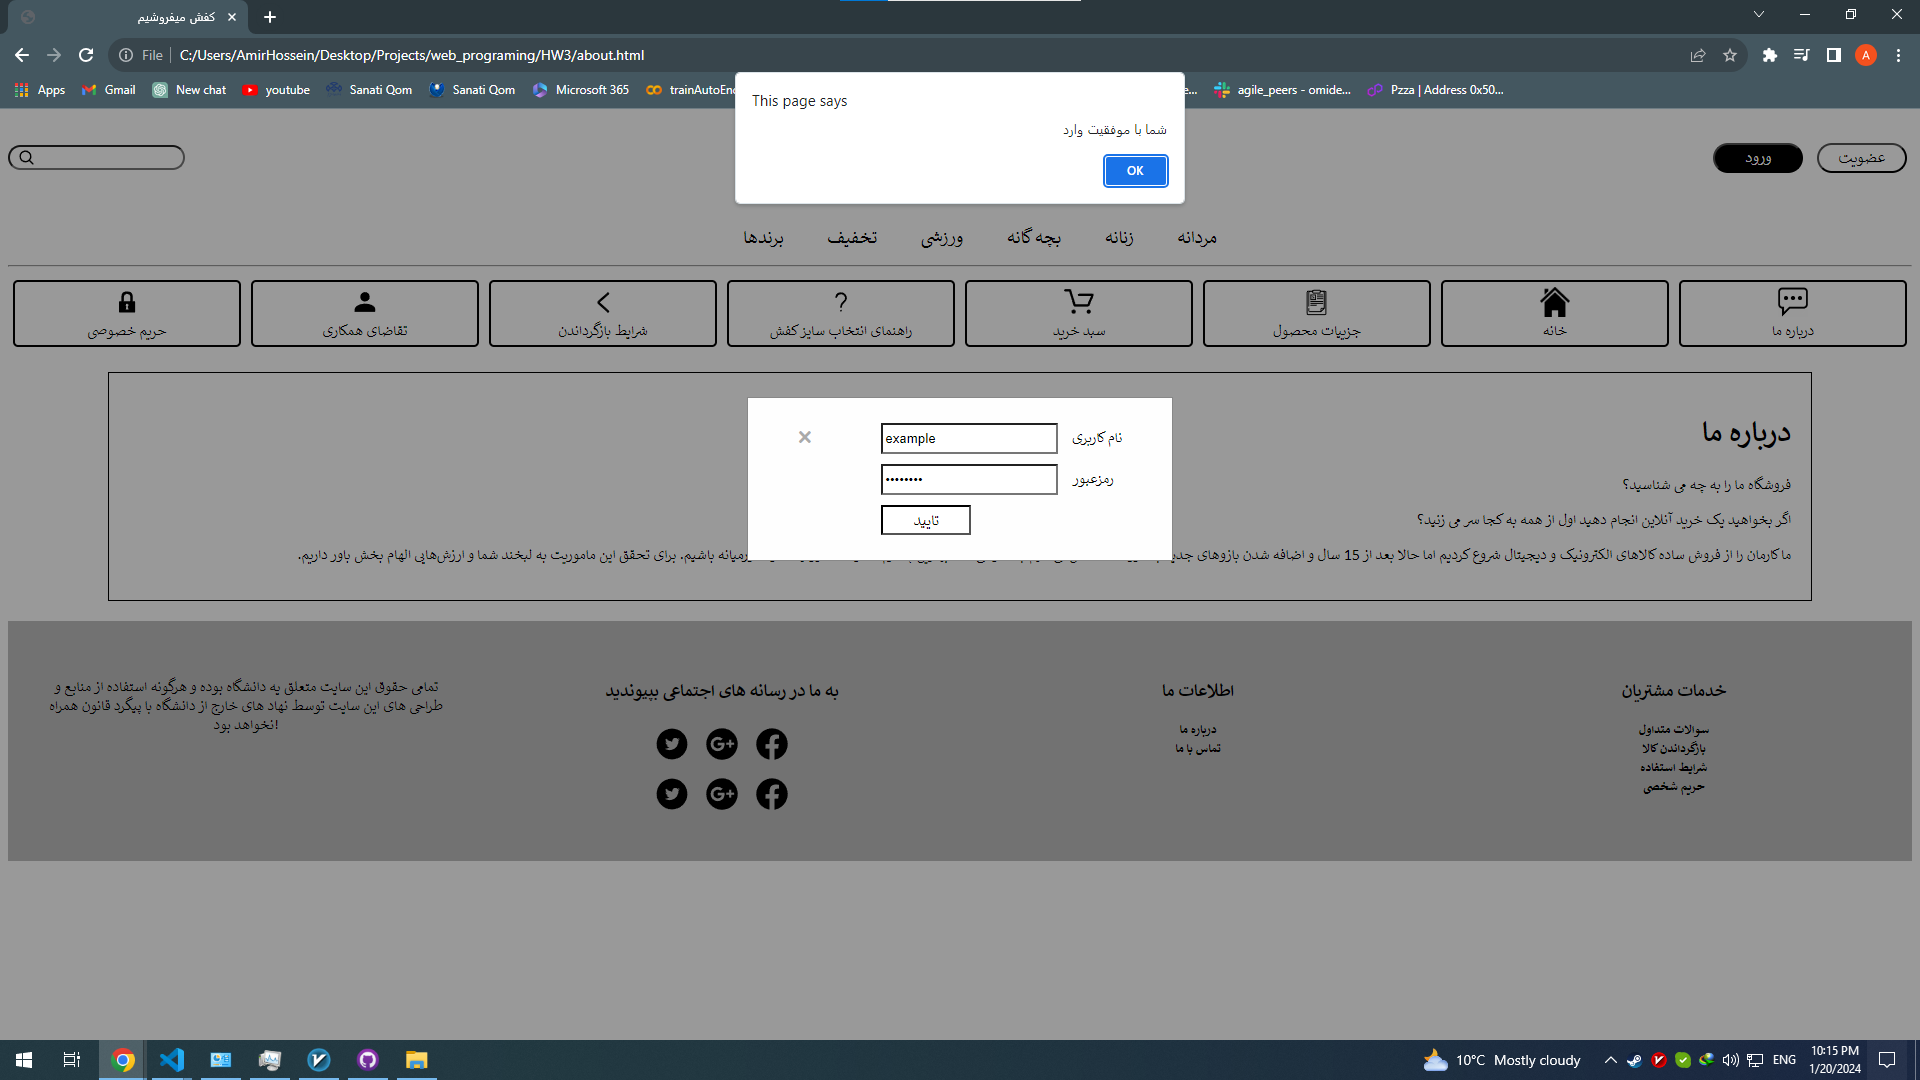 کفش میفروشیم
File
C:/Users/AmirHossein/Desktop/Projects/web_programing/HW3/about.html
A
Apps
Gmail
New chat
youtube
Sanati Qom
Sanati Qom
Microsoft 365
agile_peers - omide...
Pzza | Address 0x50...
This page says
شما با موفقیت وارد
OK
عضویت
ورود
مردانه
زنانه
بچه گانه
ورزشی
تخفیف
برندها
درباره ما
خانه
جزییات محصول
سبد خرید
راهنمای انتخاب سایز کفش
شرایط بازگرداندن
تقاضای همکاری
حریم خصوصی
نام کاربری
example
رمزعبور
تایید
درباره ما
فروشگاه ما را به چه می شناسید؟
اگر بخواهید یک خرید آنلاین انجام دهید اول از همه به کجا سر می زنید؟
ما کارمان را از فروش ساده کالاهای الکترونیک و دیجیتال شروع کردیم اما حالا بعد از 15 سال و اضافه شدن بازوهای باشیم. برای تحقق این ماموریت به لبخند شما و ارزش‌هایی الهام بخش باور داریم.
خدمات مشتریان
سوالات متداول
بازگرداندن کالا
شرایط استفاده
حریم شخصی
اطلاعات ما
درباره ما
تماس با ما
به ما در رسانه های اجتماعی بپیوندید
تمامی حقوق این سایت متعلق به دانشگاه بوده و هرگونه استفاده از منابع و
طراحی های این سایت توسط نهاد های خارج از دانشگاه با پیگرد قانون همراه
نخواهد بود!
10°C Mostly cloudy
ENG
10:15 PM
1/20/2024